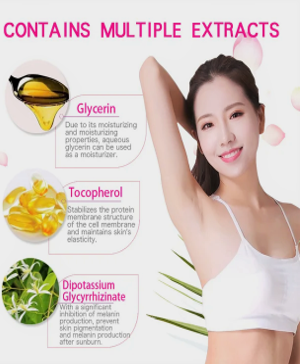 CONTAINS MULTIPLE EXTRACTS
Glycerin
Due to its moisturizing
and moisturizing
properties, aqueous
glycerin can be used
as a moisturizer.
Tocopherol
Stabilizes the protein
membrane structure
of the cell membrane
and maintains skin's
elasticity.
Dipotassium
Glycyrrhizinate
With a significant
inhibition of melanin
production, prevent
skin pigmentation
and melanin production
after sunburn.